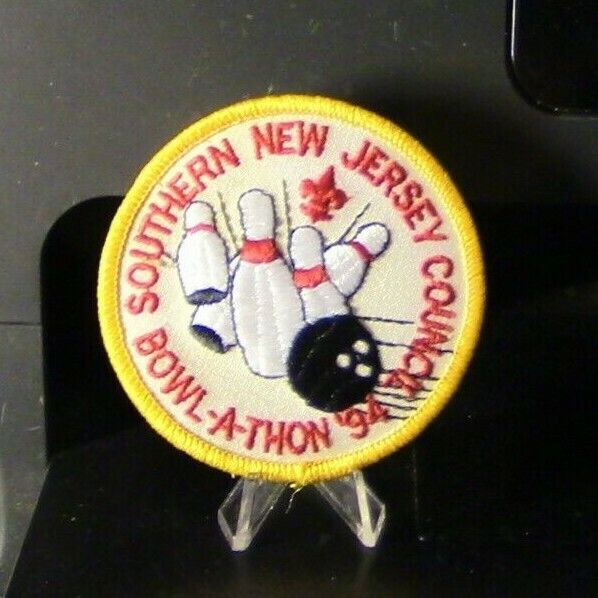 SOUTHERN NEW JERSEY COUNCIL
BOWL-A-THON '94